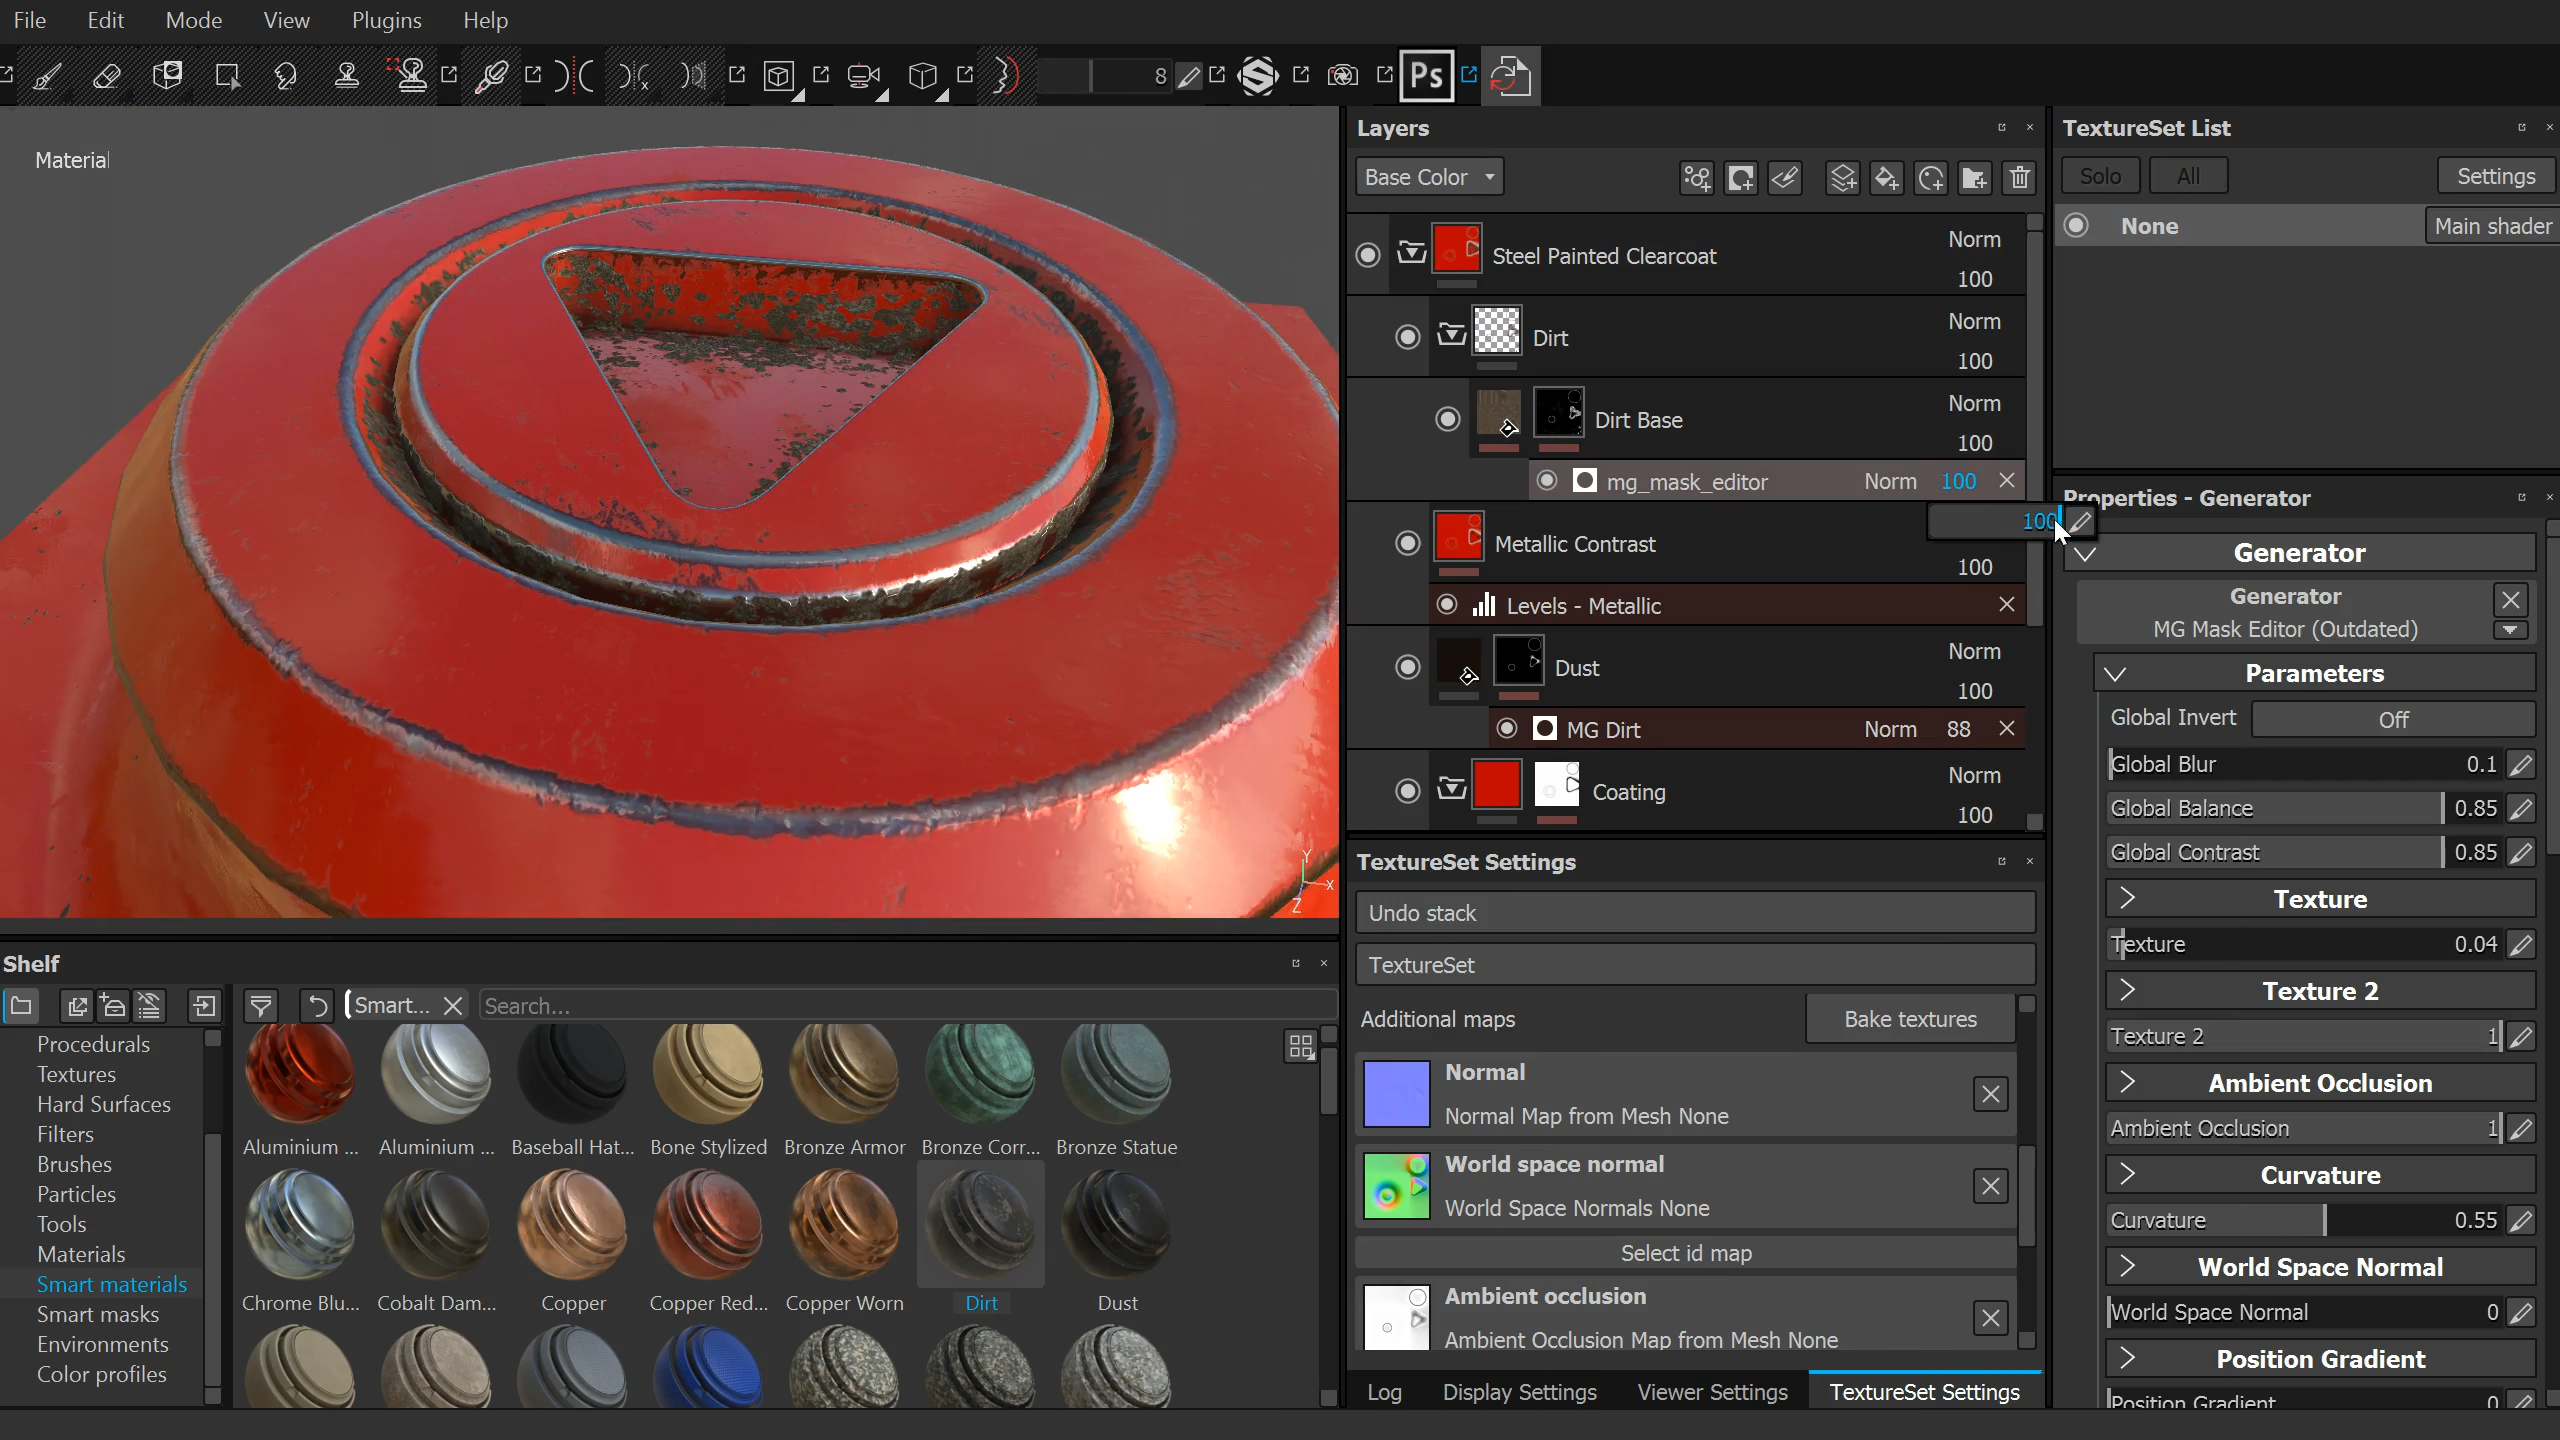 File Edit Mode View Plugins Help
8
Ps
Material
Y
X
Z
Layers
Base Color
Steel Painted Clearcoat Norm
100
Dirt Norm
100
Dirt Base Norm
100
mg_mask_editor Norm 100
100
Metallic Contrast
100
Levels - Metallic
Dust Norm
100
MG Dirt Norm 88
Coating Norm
100
TextureSet Settings
Undo stack
TextureSet
Additional maps Bake textures
Normal
Normal Map from Mesh None
World space normal
World Space Normals None
Select id map
Ambient occlusion
Ambient Occlusion Map from Mesh None
Log Display Settings Viewer Settings TextureSet Settings
TextureSet List
Solo All Settings
None Main shader
Properties - Generator
Generator
Generator
MG Mask Editor (Outdated)
Parameters
Global Invert Off
Global Blur 0.1
Global Balance 0.85
Global Contrast 0.85
Texture
Texture 0.04
Texture 2
Texture 2 1
Ambient Occlusion
Ambient Occlusion 1
Curvature
Curvature 0.55
World Space Normal
World Space Normal 0
Position Gradient
Position Gradient 0
Shelf
Smart... Search...
Procedurals
Textures
Hard Surfaces
Filters
Brushes
Particles
Tools
Materials
Smart materials
Smart masks
Environments
Color profiles
Aluminium ... Aluminium ... Baseball Hat... Bone Stylized Bronze Armor Bronze Corr... Bronze Statue
Chrome Blu... Cobalt Dam... Copper Copper Red... Copper Worn Dirt Dust